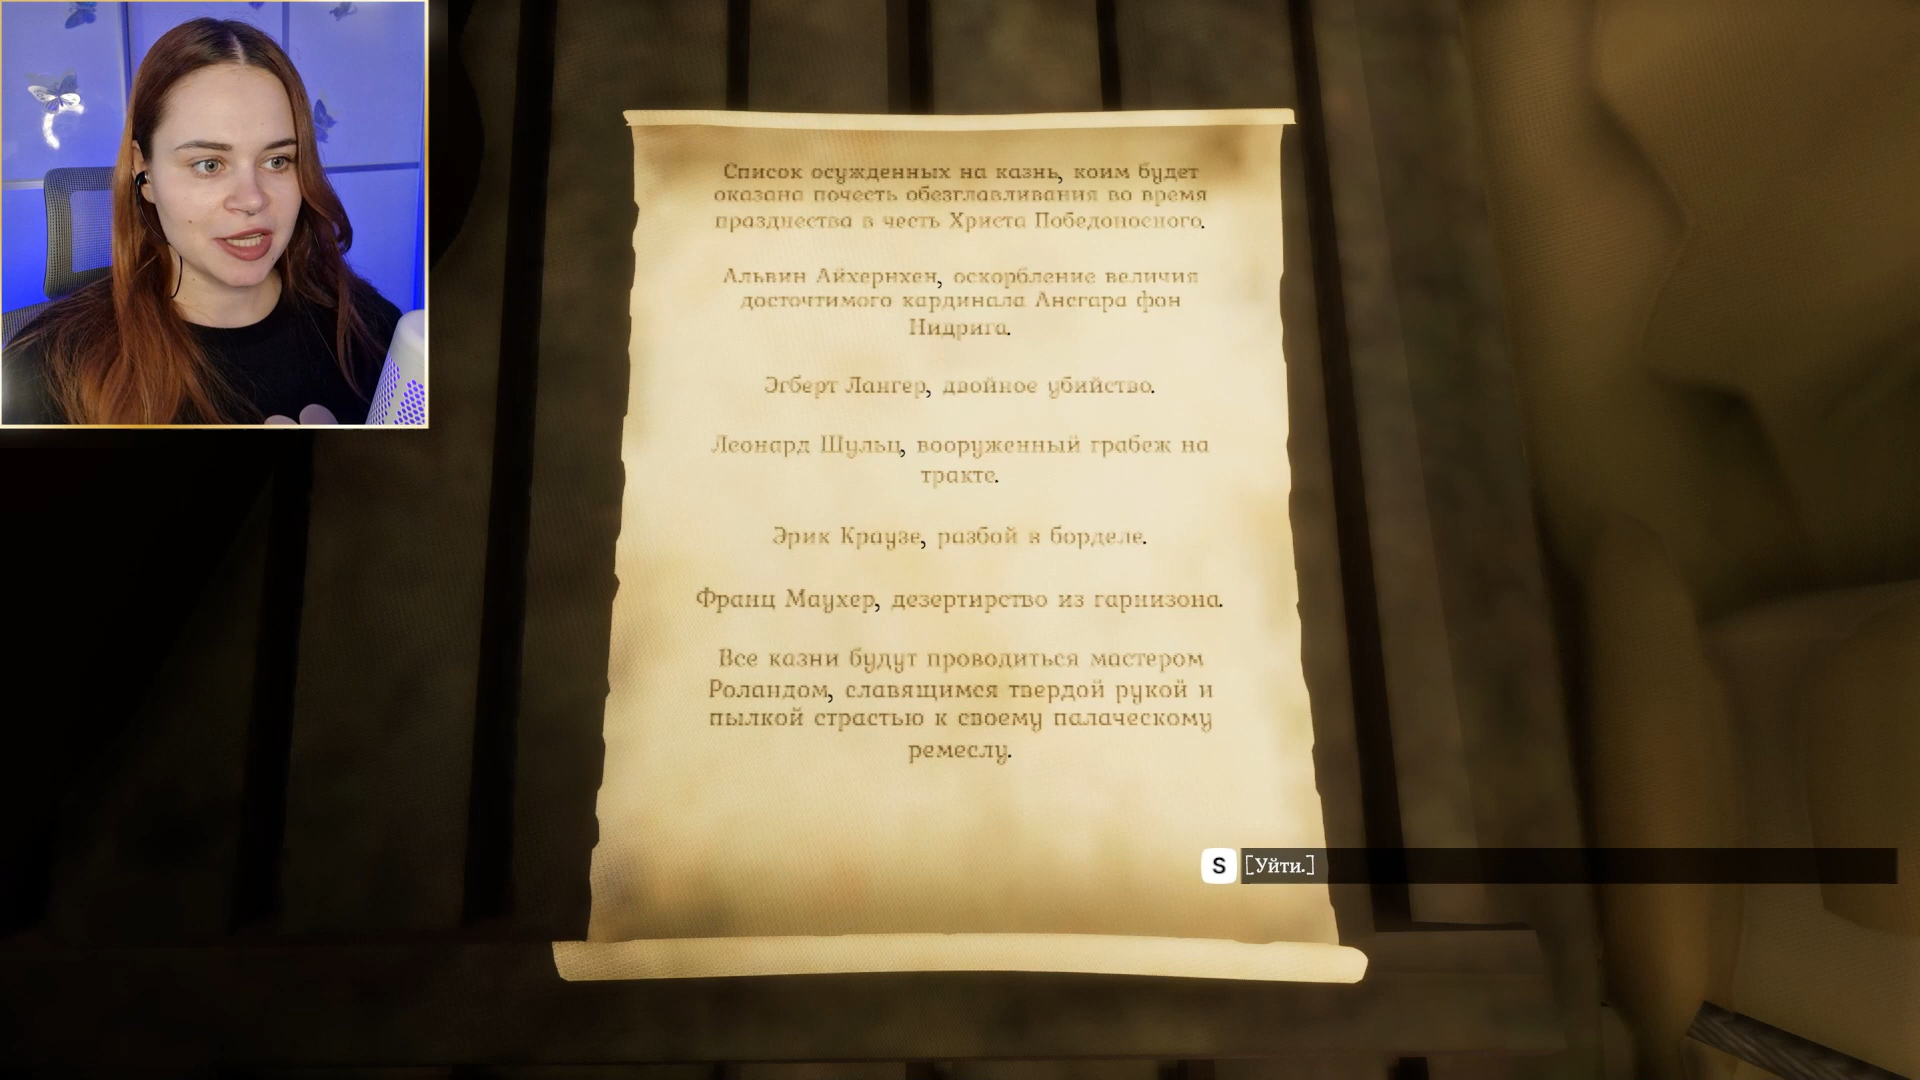 Список осужденных на казнь, коим будет
оказана почесть обезглавливания во время
празднества в честь Христа Победоносного.
Альвин Айхернхен, оскорбление величия
досточтимого кардинала Ансгара фон
Нидрига.
Эгберт Лангер, двойное убийство.
Леонард Шульц, вооруженный грабеж на
тракте.
Эрик Краузе, разбой в борделе.
Франц Маухер, дезертирство из гарнизона.
Все казни будут проводиться мастером
Роландом, славящимся твердой рукой и
пылкой страстью к своему палаческому
ремеслу.
S [Уйти.]